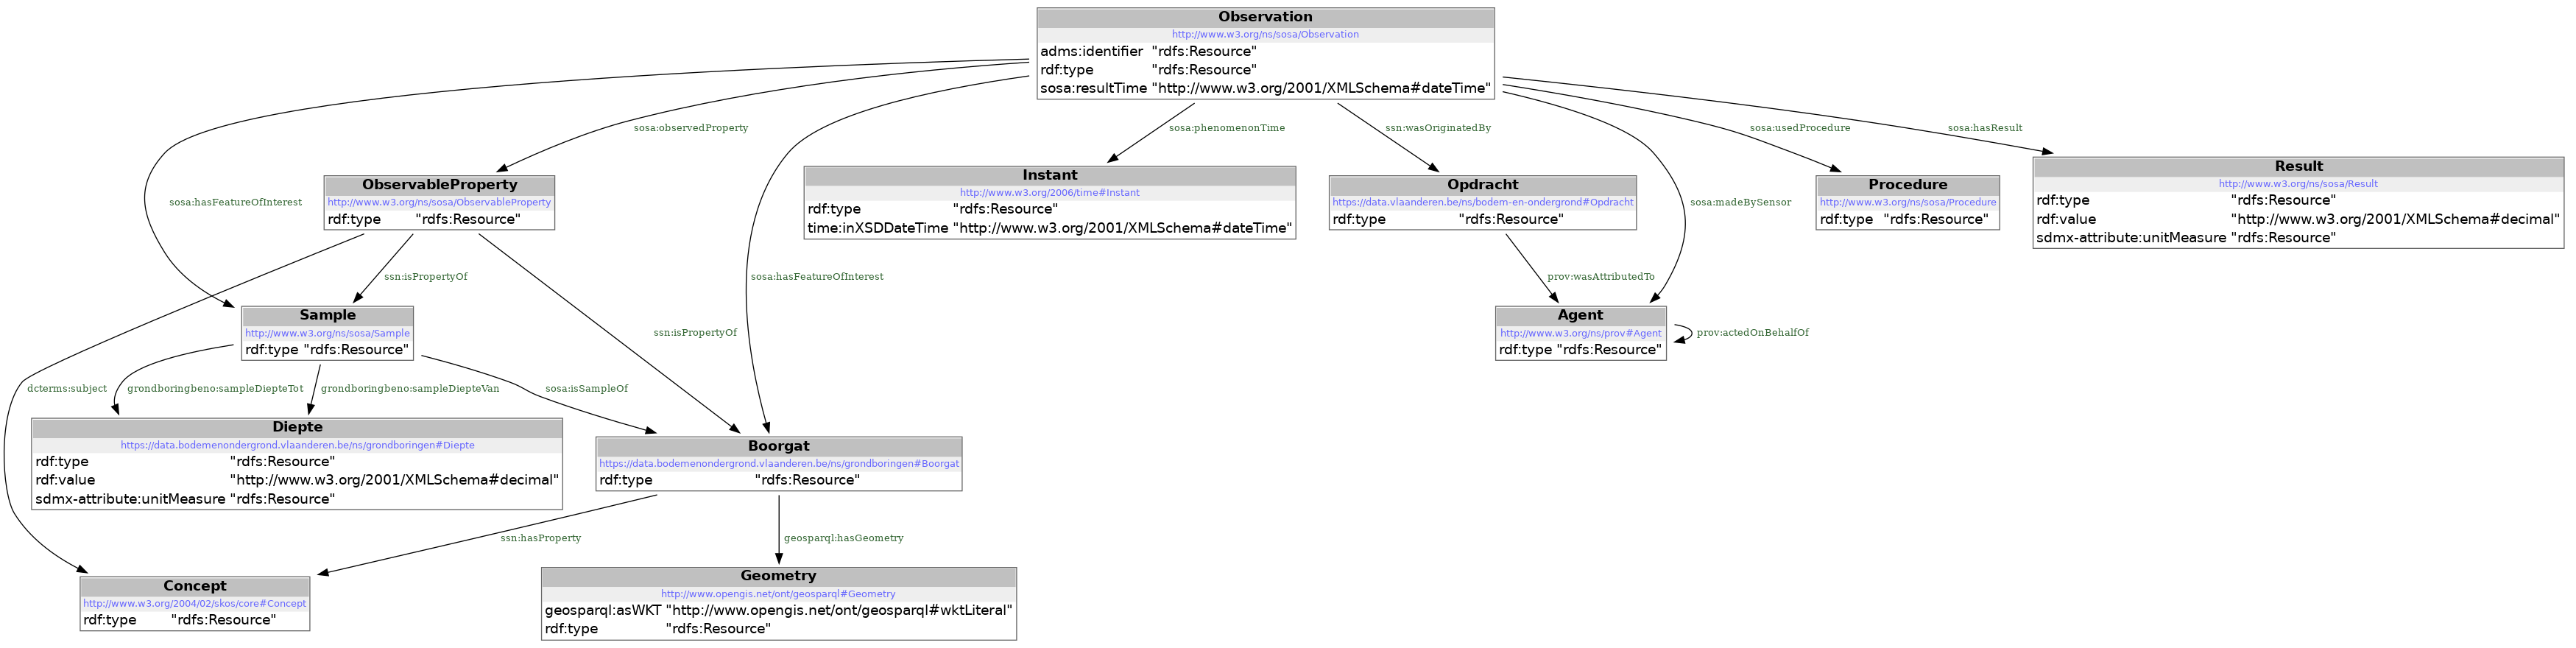 Observation
http://www.w3.org/ns/sosa/Observation
adms:identifier "rdfs:Resource"
rdf:type "rdfs:Resource"
sosa:resultTime "http://www.w3.org/2001/XMLSchema#dateTime"
sosa:observedProperty
sosa:phenomenonTime
ssn:wasOriginatedBy
sosa:usedProcedure
sosa:hasResult
sosa:hasFeatureOfInterest
sosa:madeBySensor
ObservableProperty
http://www.w3.org/ns/sosa/ObservableProperty
rdf:type "rdfs:Resource"
Instant
http://www.w3.org/2006/time#Instant
rdf:type "rdfs:Resource"
time:inXSDDateTime "http://www.w3.org/2001/XMLSchema#dateTime"
Opdracht
https://data.vlaanderen.be/ns/bodem-en-ondergrond#Opdracht
rdf:type "rdfs:Resource"
Procedure
http://www.w3.org/ns/sosa/Procedure
rdf:type "rdfs:Resource"
Result
http://www.w3.org/ns/sosa/Result
rdf:type "rdfs:Resource"
rdf:value "http://www.w3.org/2001/XMLSchema#decimal"
sdmx-attribute:unitMeasure "rdfs:Resource"
ssn:isPropertyOf
sosa:hasFeatureOfInterest
prov:wasAttributedTo
ssn:isPropertyOf
Sample
http://www.w3.org/ns/sosa/Sample
rdf:type "rdfs:Resource"
Agent
http://www.w3.org/ns/prov#Agent
rdf:type "rdfs:Resource"
prov:actedOnBehalfOf
dcterms:subject
grondboringbeno:sampleDiepteTot
grondboringbeno:sampleDiepteVan
sosa:isSampleOf
Diepte
https://data.bodemenondergrond.vlaanderen.be/ns/grondboringen#Diepte
rdf:type "rdfs:Resource"
rdf:value "http://www.w3.org/2001/XMLSchema#decimal"
sdmx-attribute:unitMeasure "rdfs:Resource"
Boorgat
https://data.bodemenondergrond.vlaanderen.be/ns/grondboringen#Boorgat
rdf:type "rdfs:Resource"
ssn:hasProperty
geosparql:hasGeometry
Concept
http://www.w3.org/2004/02/skos/core#Concept
rdf:type "rdfs:Resource"
Geometry
http://www.opengis.net/ont/geosparql#Geometry
geosparql:asWKT "http://www.opengis.net/ont/geosparql#wktLiteral"
rdf:type "rdfs:Resource"